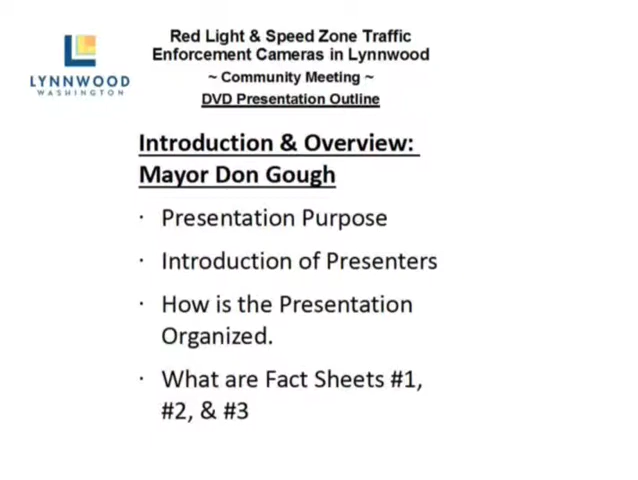 LYNNWOOD
WASHINGTON
Red Light & Speed Zone Traffic
Enforcement Cameras in Lynnwood
~ Community Meeting ~
DVD Presentation Outline
Introduction & Overview:
Mayor Don Gough
· Presentation Purpose
· Introduction of Presenters
· How is the Presentation
Organized.
· What are Fact Sheets #1,
#2, & #3